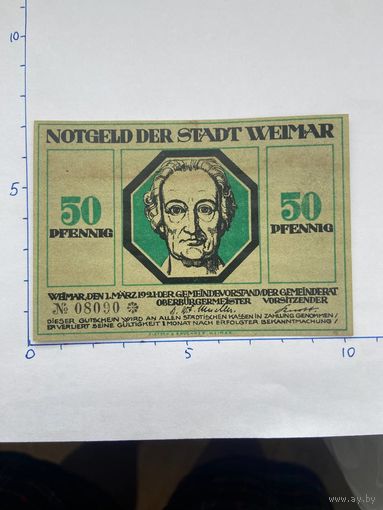 10
NOTGELD DER STADT WEIMAR
5
50
PFENNIG
50
PFENNIG
WEIMAR, DEN 1. MÄRZ 1921 · DER GEMEINDEVORSTAND / DER GEMEINDERAT
OBERBÜRGERMEISTER VORSITZENDER
№ 08090
DIESER GUTSCHEIN WIRD AN ALLEN STÄDTISCHEN KASSEN IN ZAHLUNG GENOMMEN /
ER VERLIERT SEINE GÜLTIGKEIT 1 MONAT NACH ERFOLGTER BEKANNTMACHUNG /
0
5
10
www.ay.by